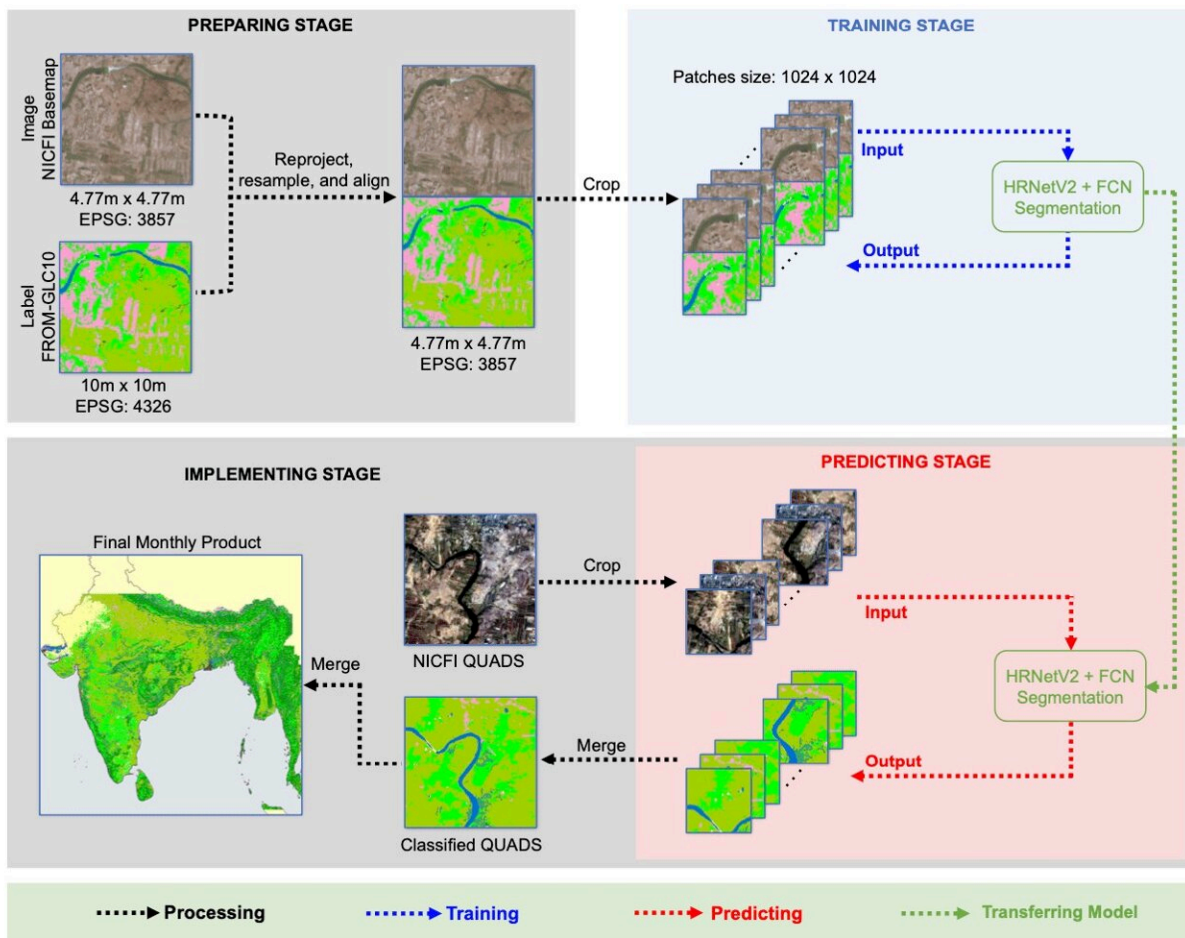 PREPARING STAGE
Image
NICFI Basemap
4.77m x 4.77m
EPSG: 3857
Label
FROM-GLC10
10m x 10m
EPSG: 4326
Reproject,
resample, and align
4.77m x 4.77m
EPSG: 3857
Crop
TRAINING STAGE
Patches size: 1024 x 1024
Input
HRNetV2 + FCN
Segmentation
Output
IMPLEMENTING STAGE
Final Monthly Product
Merge
NICFI QUADS
Classified QUADS
Crop
Merge
PREDICTING STAGE
Input
HRNetV2 + FCN
Segmentation
Output
Processing
Training
Predicting
Transferring Model